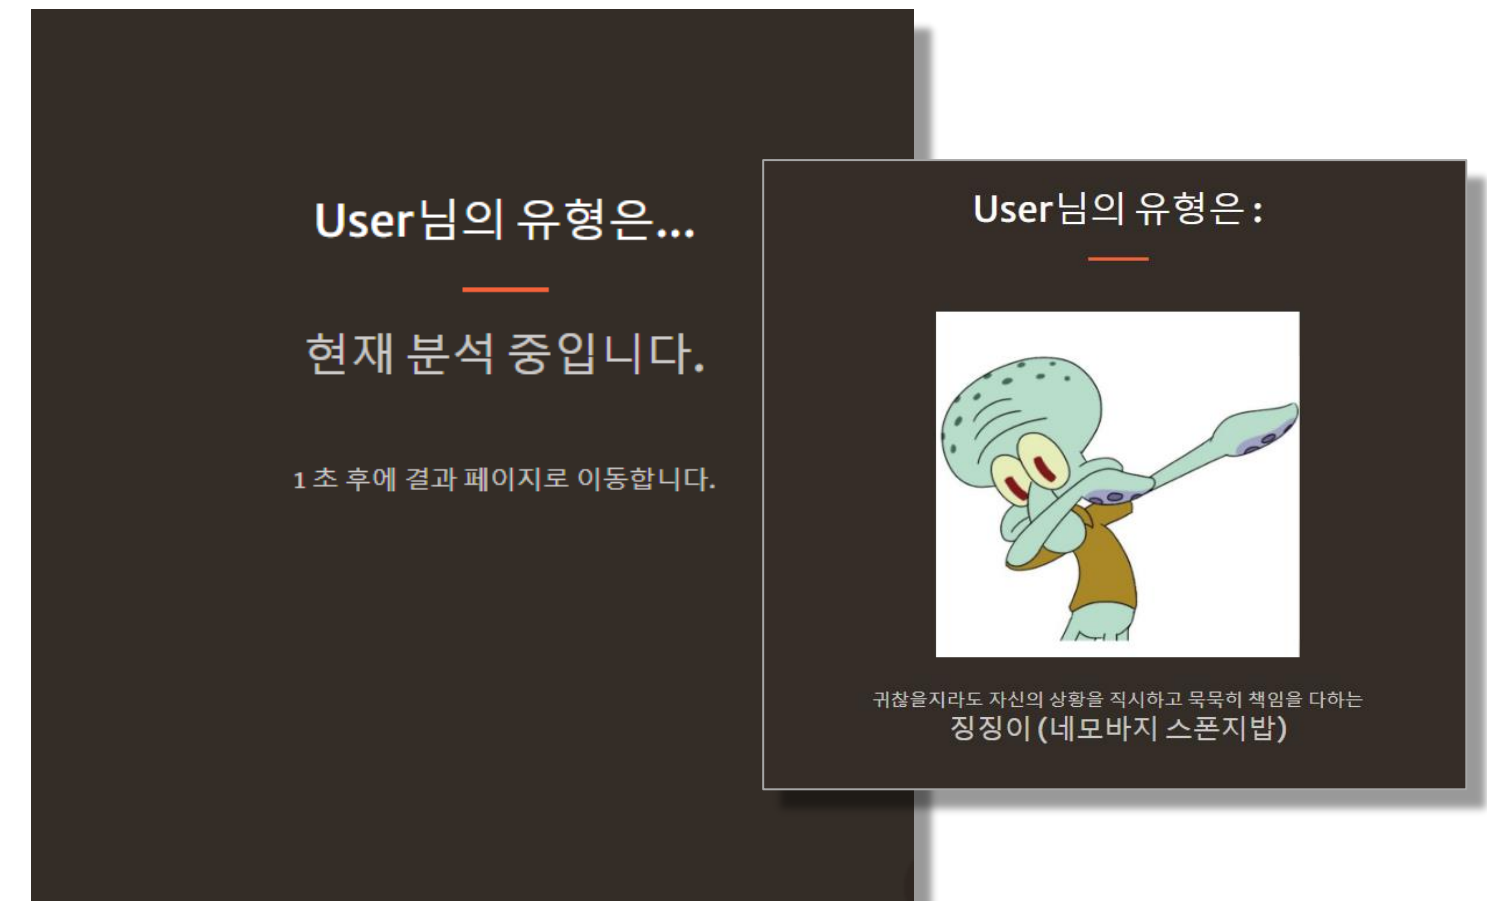 User님의 유형은...
현재 분석 중입니다.
1 초 후에 결과 페이지로 이동합니다.
User님의 유형은 :
귀찮을지라도 자신의 상황을 직시하고 묵묵히 책임을 다하는
징징이 (네모바지 스폰지밥)